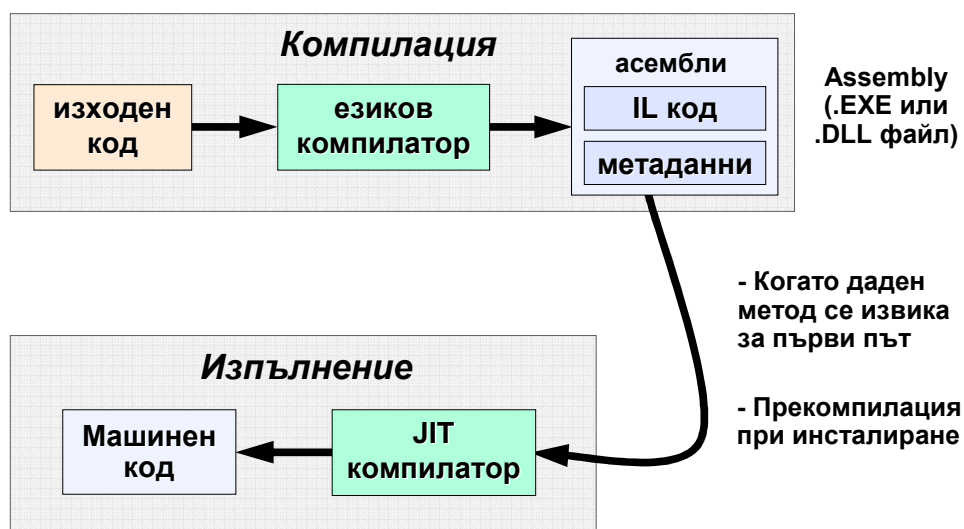 Компилация
изходен
код
езиков
компилатор
асембли
IL код
метаданни
Assembly
(.EXE или
.DLL файл)
- Когато даден
метод се извика
за първи път
- Прекомпилация
при инсталиране
Изпълнение
Машинен
код
JIT
компилатор